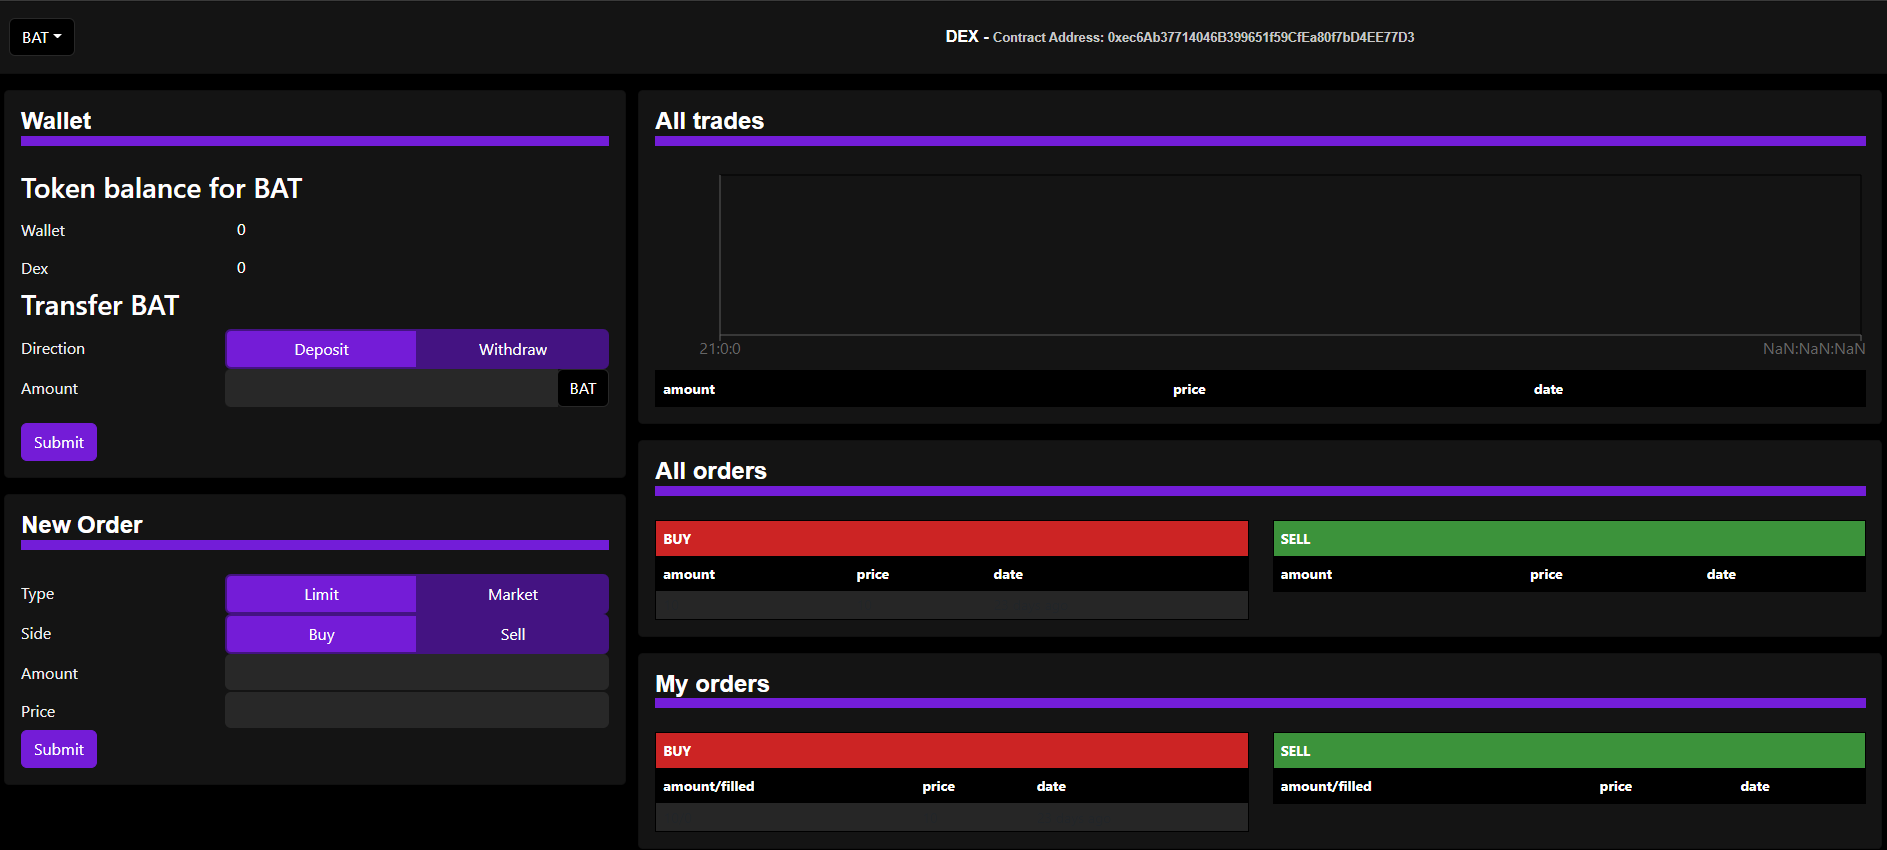 BAT
DEX - Contract Address: 0xec6Ab37714046B399651f59CfEa80f7bD4EE77D3
Wallet
Token balance for BAT
Wallet 0
Dex 0
Transfer BAT
Direction Deposit Withdraw
Amount BAT
Submit
New Order
Type Limit Market
Side Buy Sell
Amount
Price
Submit
All trades
21:0:0 NaN:NaN:NaN
amount price date
All orders
BUY
amount price date
SELL
amount price date
My orders
BUY
amount/filled price date
SELL
amount/filled price date